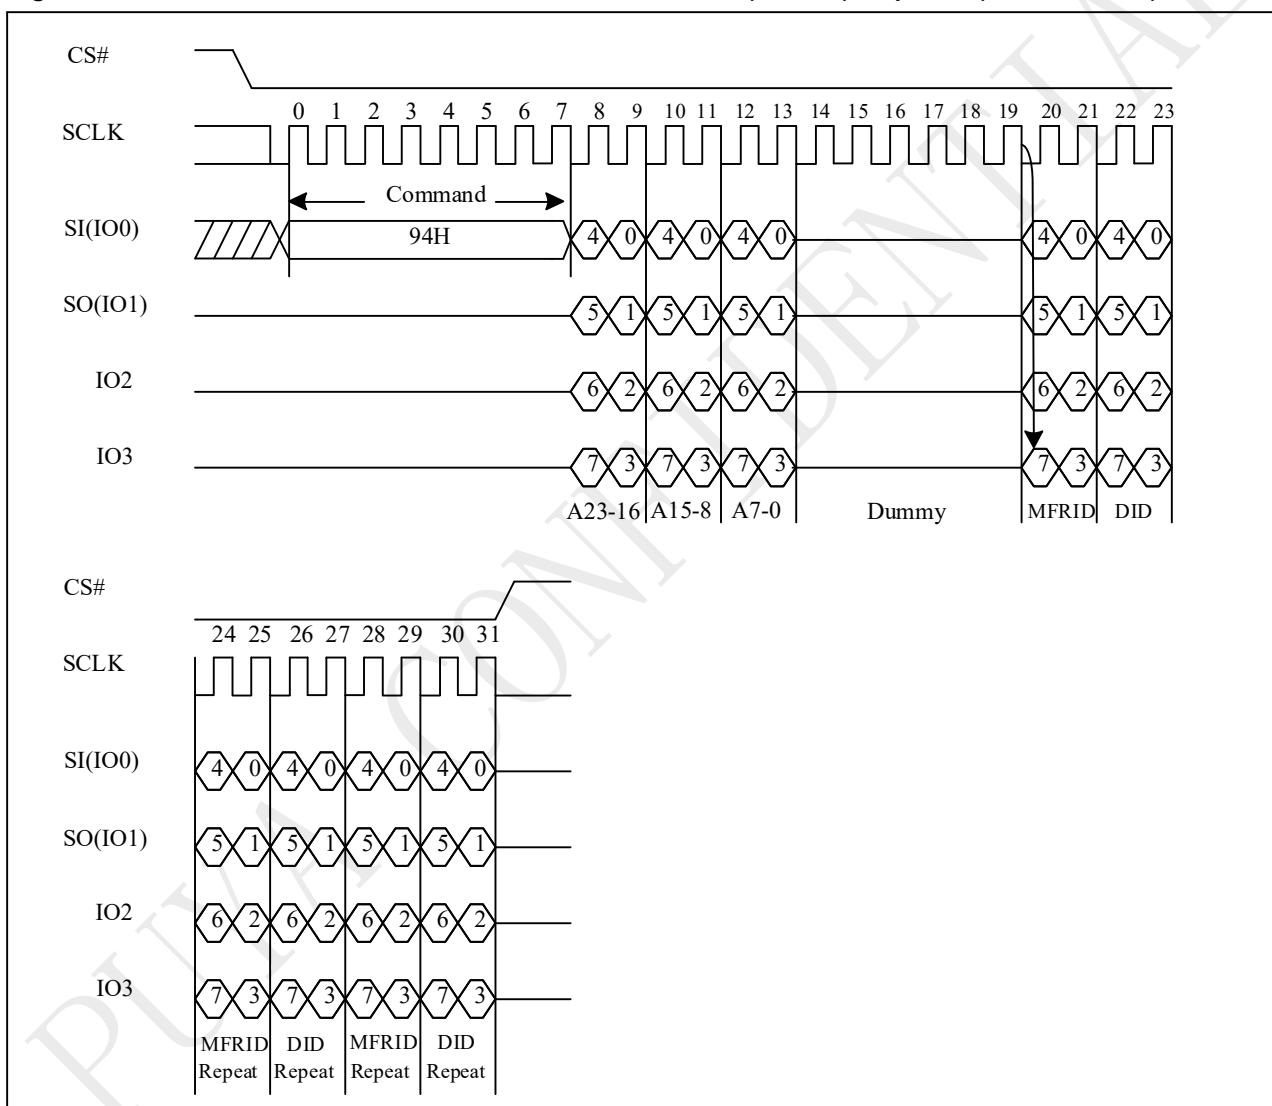 CS#
0 1 2 3 4 5 6 7 8 9 10 11 12 13 14 15 16 17 18 19 20 21 22 23
SCLK
Command
SI(IO0) 94H 4 0 4 0 4 0 4 0 4 0
SO(IO1) 5 1 5 1 5 1 5 1 5 1
IO2 6 2 6 2 6 2 6 2 6 2
IO3 7 3 7 3 7 3 7 3 7 3
A23-16 A15-8 A7-0 Dummy MFRID DID
CS#
24 25 26 27 28 29 30 31
SCLK
SI(IO0) 4 0 4 0 4 0 4 0
SO(IO1) 5 1 5 1 5 1 5 1
IO2 6 2 6 2 6 2 6 2
IO3 7 3 7 3 7 3 7 3
MFRID DID MFRID DID
Repeat Repeat Repeat Repeat
PUYA CONFIDENTIAL